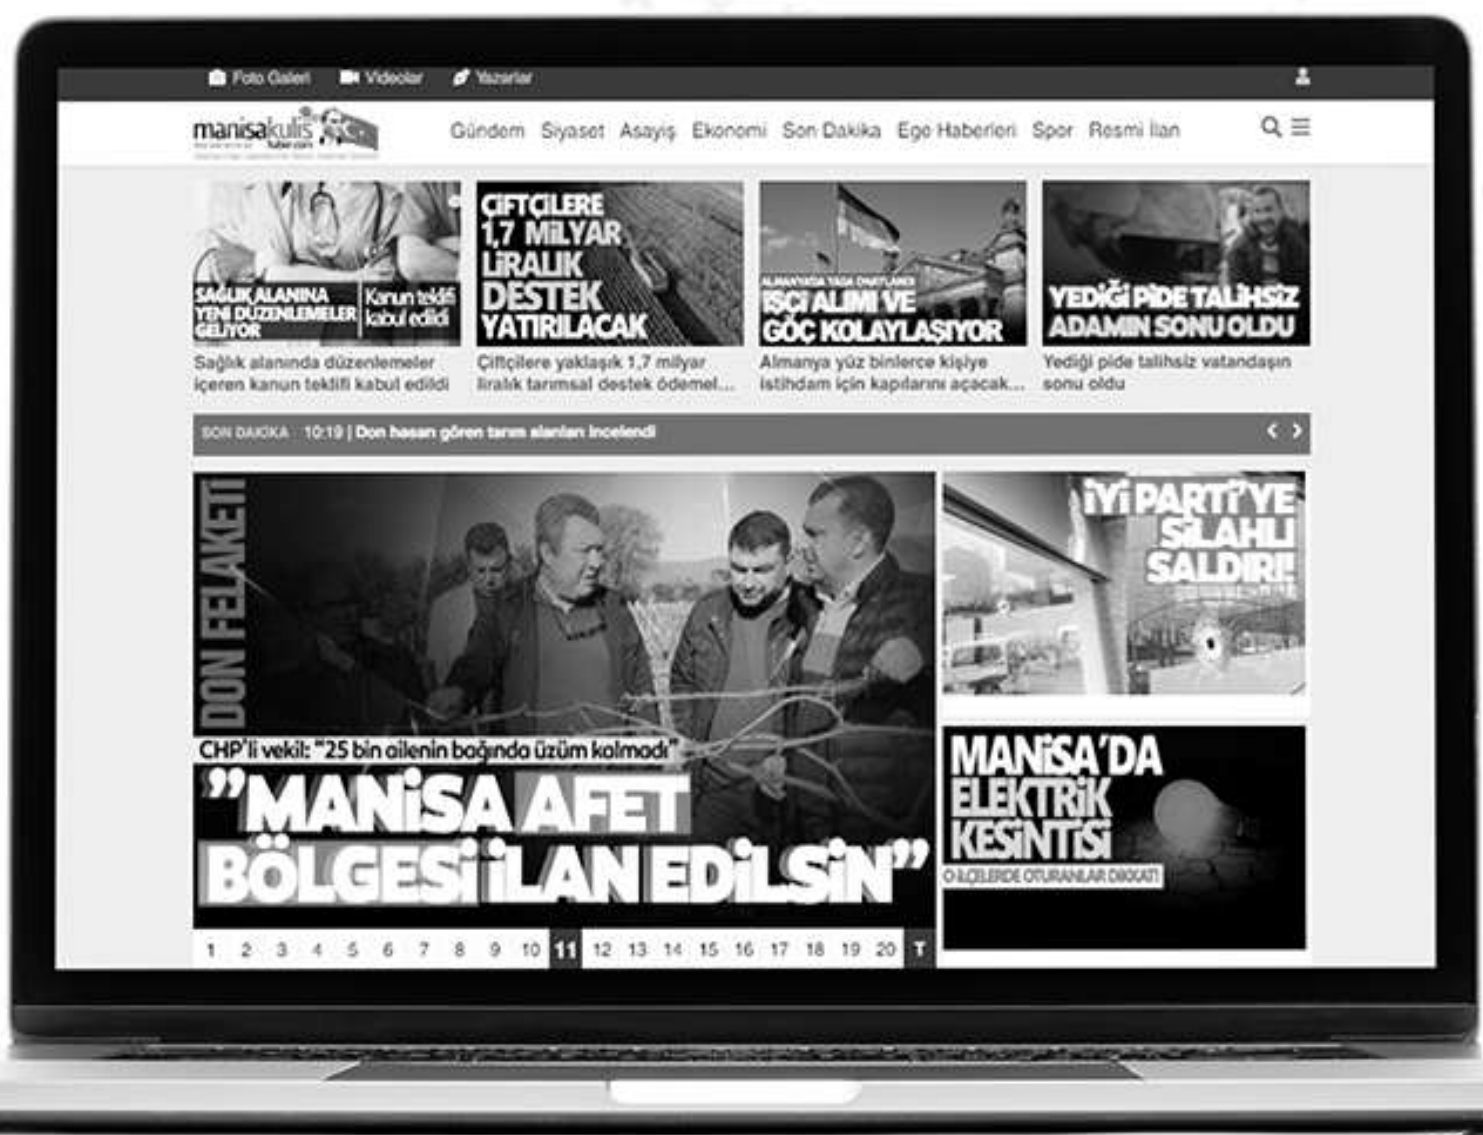 Foto Galeri Videolar Yazarlar
manisakulis
haber.com
Gündem Siyaset Asayiş Ekonomi Son Dakika Ege Haberleri Spor Resmi İlan
SAĞLIK ALANINA
YENİ DÜZENLEMELER
GELİYOR
Kanun teklifi
kabul edildi
Sağlık alanında düzenlemeler
içeren kanun teklifi kabul edildi
ÇİFTÇİLERE
1,7 MİLYAR
LİRALIK
DESTEK
YATIRILACAK
Çiftçilere yaklaşık 1,7 milyar
liralık tarımsal destek ödemel...
ALMANYA'DA YASA ONAYLANDI
İŞÇİ ALIMI VE
GÖÇ KOLAYLAŞIYOR
Almanya yüz binlerce kişiye
istihdam için kapılarını açacak...
YEDİĞİ PİDE TALİHSİZ
ADAMIN SONU OLDU
Yediği pide talihsiz vatandaşın
sonu oldu
SON DAKİKA 10:19 | Don hasarı gören tarım alanları incelendi
DON FELAKETİ
CHP'li vekil: "25 bin ailenin bağında üzüm kalmadı"
"MANİSA AFET
BÖLGESİ İLAN EDİLSİN"
1 2 3 4 5 6 7 8 9 10 11 12 13 14 15 16 17 18 19 20 T
İYİ PARTİ'YE
SİLAHLI
SALDIRI!
MANİSA'DA
ELEKTRİK
KESİNTİSİ
O İLÇELERDE OTURANLAR DİKKAT!